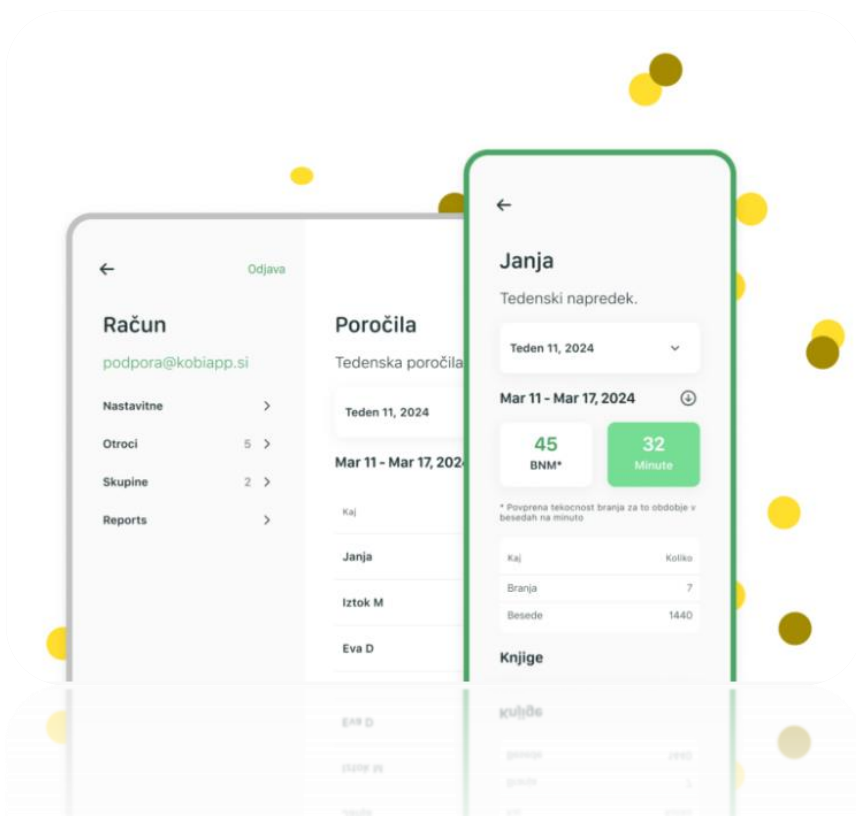 Odjava
Račun
podpora@kobiapp.si
Nastavitne
Otroci 5
Skupine 2
Reports
Poročila
Tedenska poročila
Teden 11, 2024
Mar 11 - Mar 17, 202
Kaj
Janja
Iztok M
Eva D
Janja
Tedenski napredek.
Teden 11, 2024
Mar 11 - Mar 17, 2024
45
BNM*
32
Minute
* Povprena tekocnost branja za to obdobje v
besedah na minuto
Kaj Koliko
Branja 7
Besede 1440
Knjige